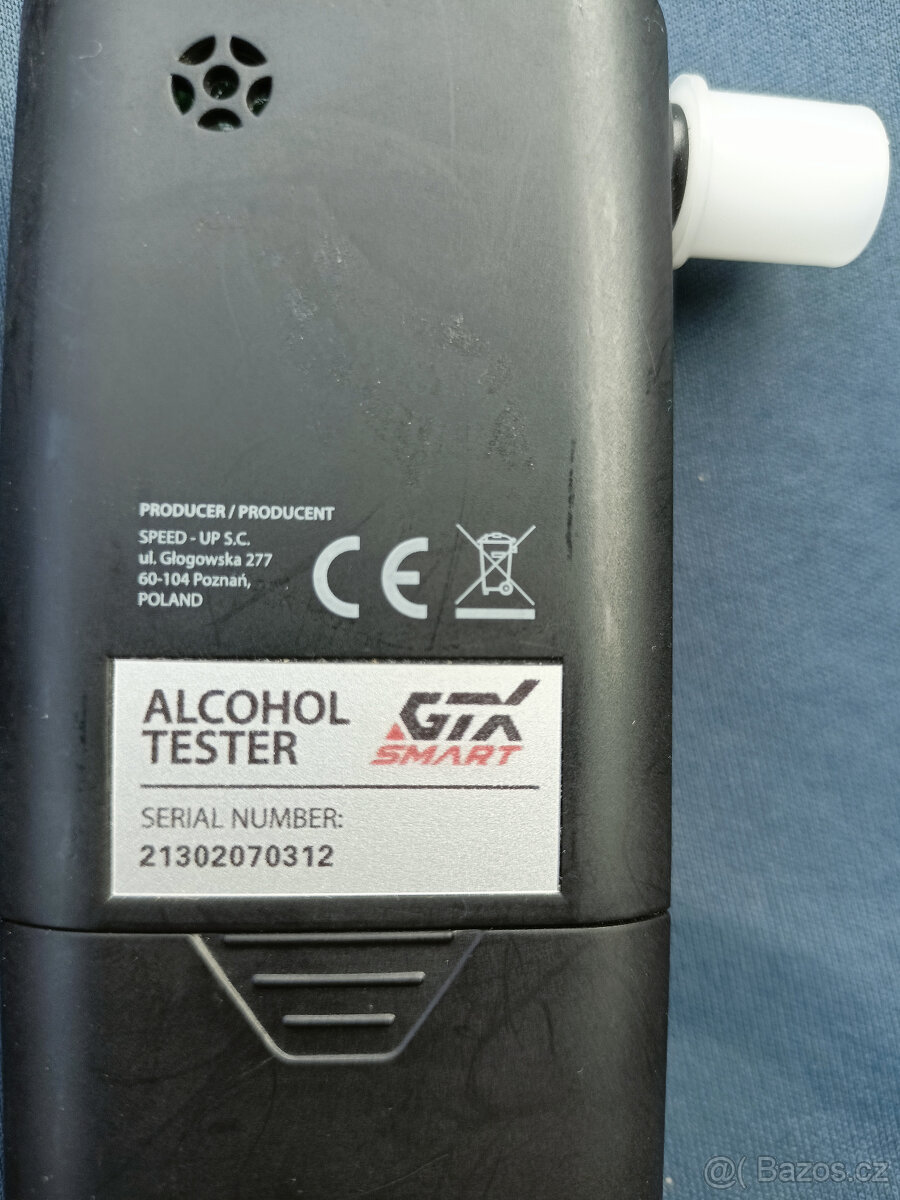 PRODUCER / PRODUCENT
SPEED - UP S.C.
ul. Głogowska 277
60-104 Poznań,
POLAND
CE
ALCOHOL
TESTER
GTX
SMART
SERIAL NUMBER:
21302070312
@( Bazos.cz